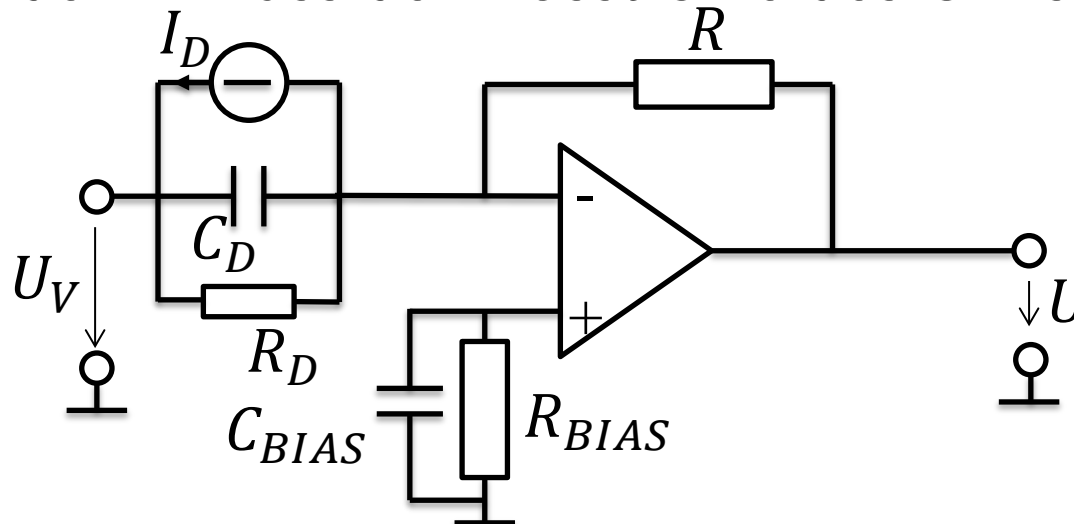 I_D
R
-
C_D
U_V
+
U
R_D
C_BIAS
R_BIAS